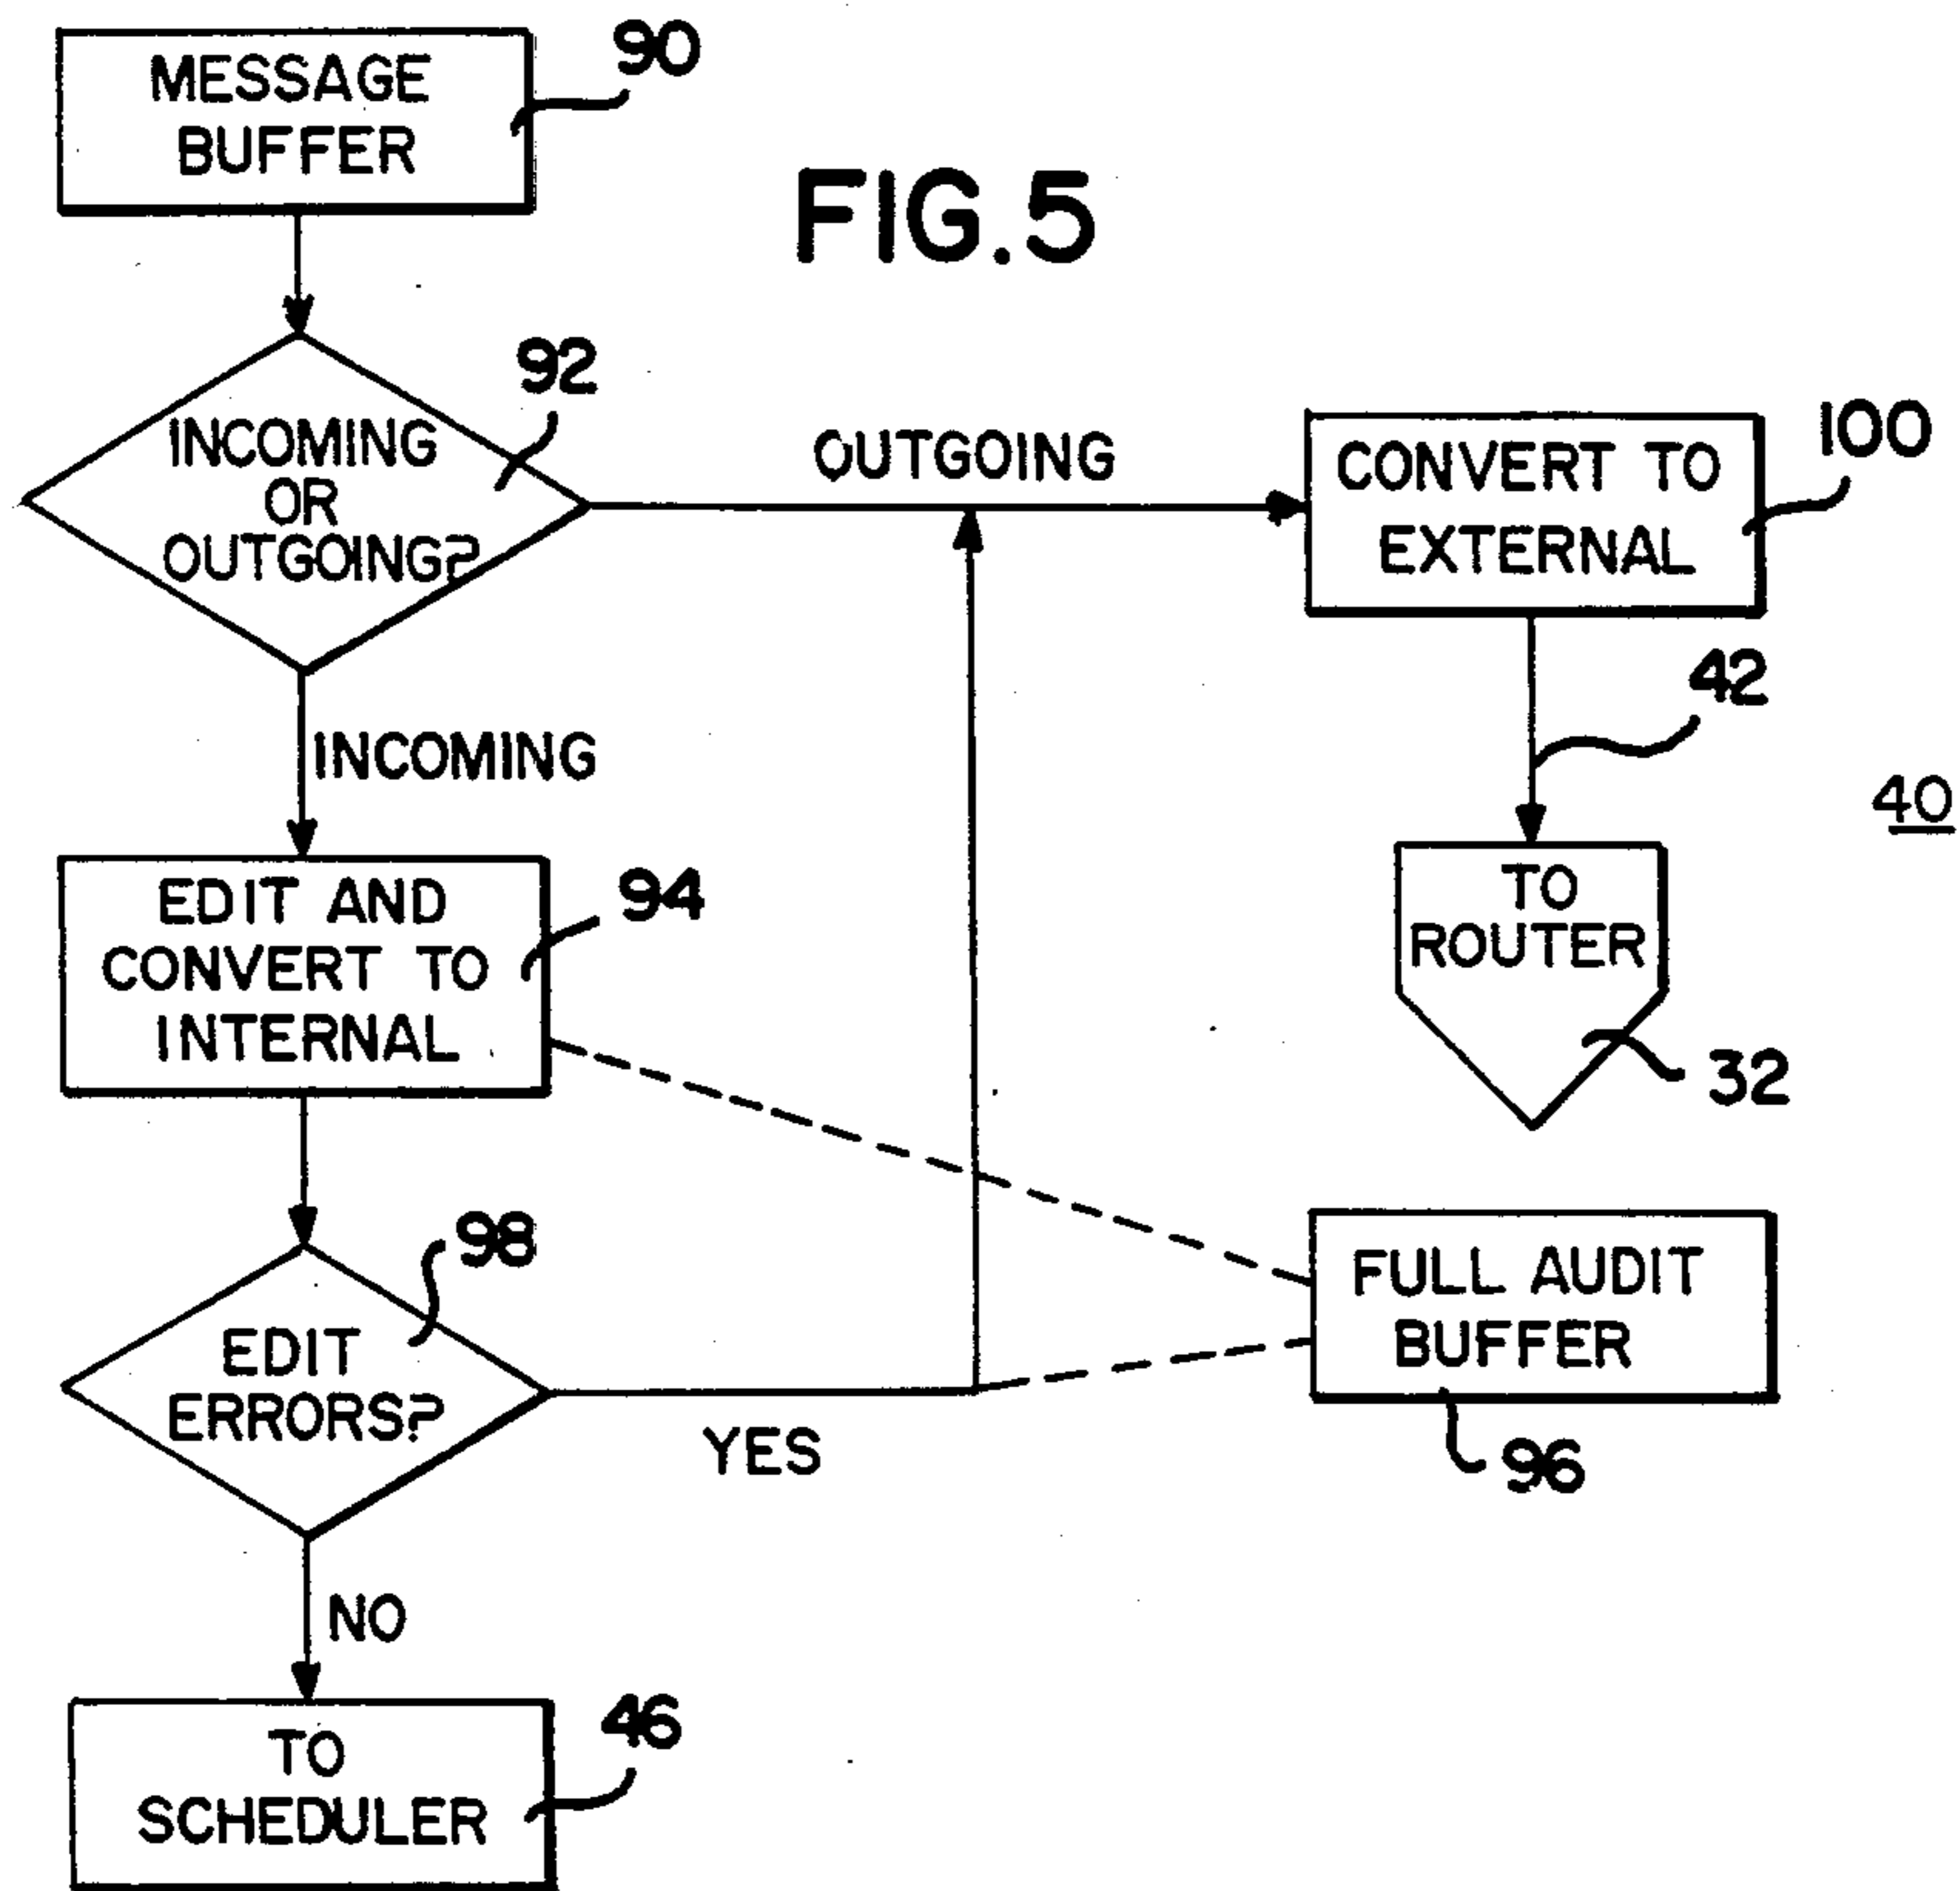 90
MESSAGE
BUFFER
FIG.5
92
INCOMING
OR
OUTGOING?
OUTGOING
100
CONVERT TO
EXTERNAL
42
INCOMING
40
TO
ROUTER
32
94
EDIT AND
CONVERT TO
INTERNAL
98
EDIT
ERRORS?
YES
FULL AUDIT
BUFFER
96
NO
46
TO
SCHEDULER